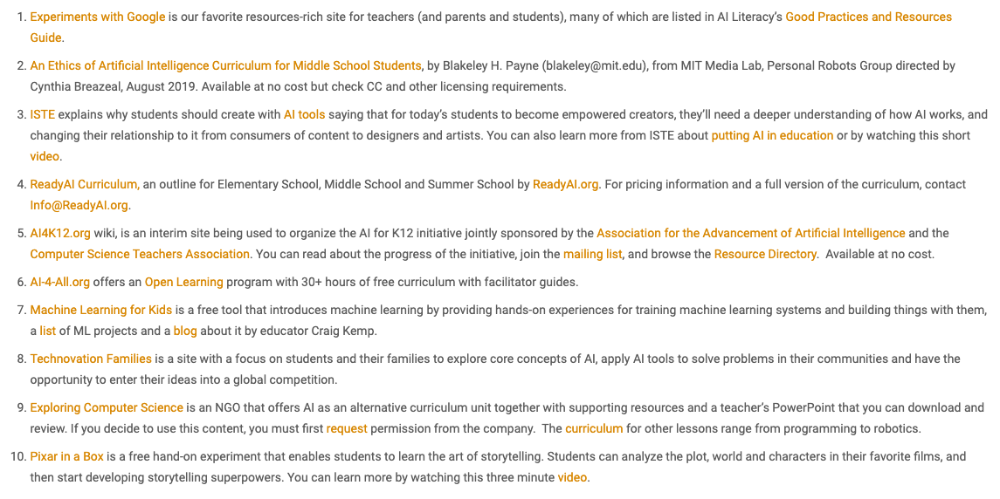 1. Experiments with Google is our favorite resources-rich site for teachers (and parents and students), many of which are listed in AI Literacy’s Good Practices and Resources
Guide.
2. An Ethics of Artificial Intelligence Curriculum for Middle School Students, by Blakeley H. Payne (blakeley@mit.edu), from MIT Media Lab, Personal Robots Group directed by
Cynthia Breazeal, August 2019. Available at no cost but check CC and other licensing requirements.
3. ISTE explains why students should create with AI tools saying that for today’s students to become empowered creators, they’ll need a deeper understanding of how AI works, and
changing their relationship to it from consumers of content to designers and artists. You can also learn more from ISTE about putting AI in education or by watching this short
video.
4. ReadyAI Curriculum, an outline for Elementary School, Middle School and Summer School by ReadyAI.org. For pricing information and a full version of the curriculum, contact
Info@ReadyAI.org.
5. AI4K12.org wiki, is an interim site being used to organize the AI for K12 initiative jointly sponsored by the Association for the Advancement of Artificial Intelligence and the
Computer Science Teachers Association. You can read about the progress of the initiative, join the mailing list, and browse the Resource Directory.  Available at no cost.
6. AI-4-All.org offers an Open Learning program with 30+ hours of free curriculum with facilitator guides.
7. Machine Learning for Kids is a free tool that introduces machine learning by providing hands-on experiences for training machine learning systems and building things with them,
a list of ML projects and a blog about it by educator Craig Kemp.
8. Technovation Families is a site with a focus on students and their families to explore core concepts of AI, apply AI tools to solve problems in their communities and have the
opportunity to enter their ideas into a global competition.
9. Exploring Computer Science is an NGO that offers AI as an alternative curriculum unit together with supporting resources and a teacher’s PowerPoint that you can download and
review. If you decide to use this content, you must first request permission from the company.  The curriculum for other lessons range from programming to robotics.
10. Pixar in a Box is a free hand-on experiment that enables students to learn the art of storytelling. Students can analyze the plot, world and characters in their favorite films, and
then start developing storytelling superpowers. You can learn more by watching this three minute video.